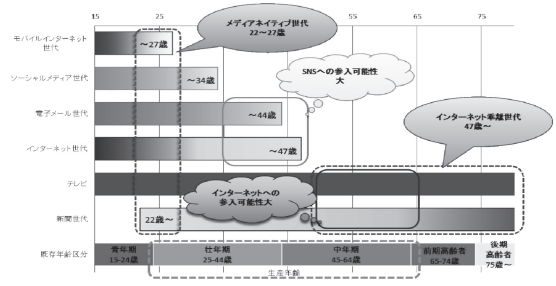 15 25 35 45 55 65 75
モバイルインターネット
世代
～27歳
メディアネイティブ世代
22～27歳
ソーシャルメディア世代
～34歳
SNSへの参入可能性
大
電子メール世代
～44歳
インターネット乖離世代
47歳～
インターネット世代
～47歳
テレビ
インターネットへの
参入可能性大
新聞世代
22歳～
既存年齢区分
青年期
15-24歳
壮年期
25-44歳
中年期
45-64歳
前期高齢者
65-74歳
後期
高齢者
75歳～
生産年齢